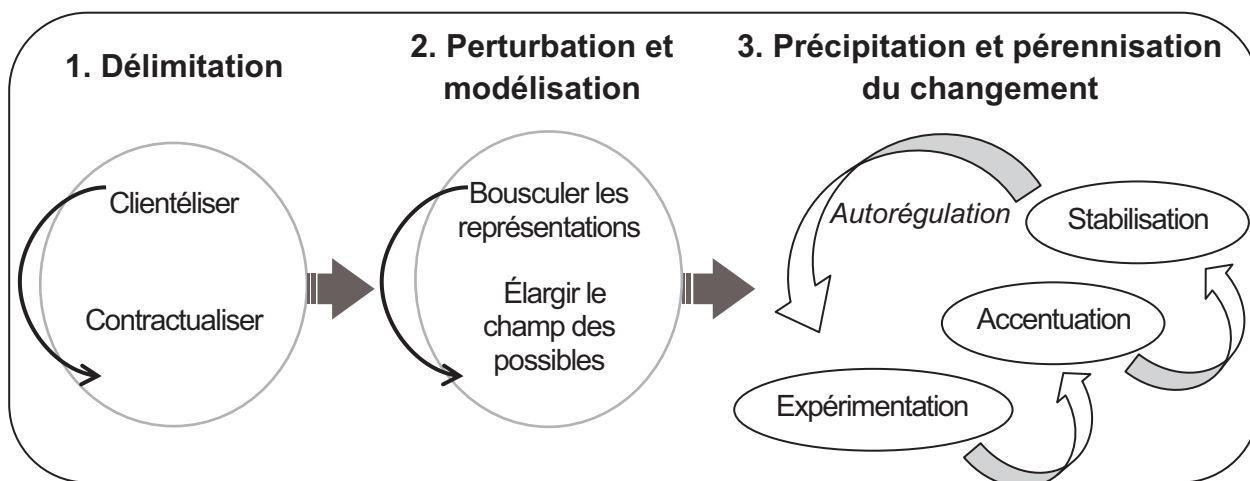 1. Délimitation
Clientéliser
Contractualiser
2. Perturbation et
modélisation
Bousculer les
représentations
Élargir le
champ des
possibles
3. Précipitation et pérennisation
du changement
Autorégulation
Stabilisation
Accentuation
Expérimentation